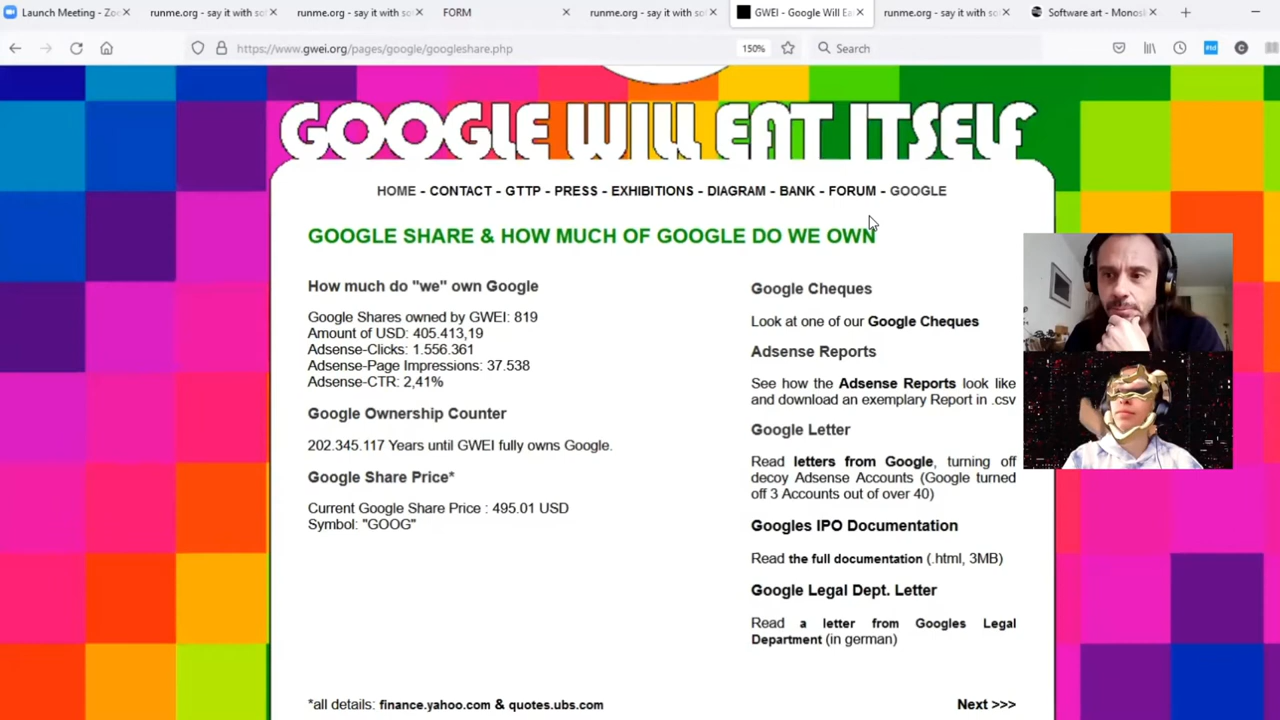 Launch Meeting - Zo
runme.org - say it with so
runme.org - say it with so
FORM
runme.org - say it with so
GWEI - Google Will Ea
runme.org - say it with so
Software art - Monos
https://www.gwei.org/pages/google/googleshare.php
150%
Search
GOOGLE WILL EAT ITSELF
HOME - CONTACT - GTTP - PRESS - EXHIBITIONS - DIAGRAM - BANK - FORUM - GOOGLE
GOOGLE SHARE & HOW MUCH OF GOOGLE DO WE OWN
How much do "we" own Google
Google Shares owned by GWEI: 819
Amount of USD: 405.413,19
Adsense-Clicks: 1.556.361
Adsense-Page Impressions: 37.538
Adsense-CTR: 2,41%
Google Ownership Counter
202.345.117 Years until GWEI fully owns Google.
Google Share Price*
Current Google Share Price : 495.01 USD
Symbol: "GOOG"
Google Cheques
Look at one of our Google Cheques
Adsense Reports
See how the Adsense Reports look like
and download an exemplary Report in .csv
Google Letter
Read letters from Google, turning off
decoy Adsense Accounts (Google turned
off 3 Accounts out of over 40)
Googles IPO Documentation
Read the full documentation (.html, 3MB)
Google Legal Dept. Letter
Read a letter from Googles Legal
Department (in german)
*all details: finance.yahoo.com & quotes.ubs.com
Next >>>